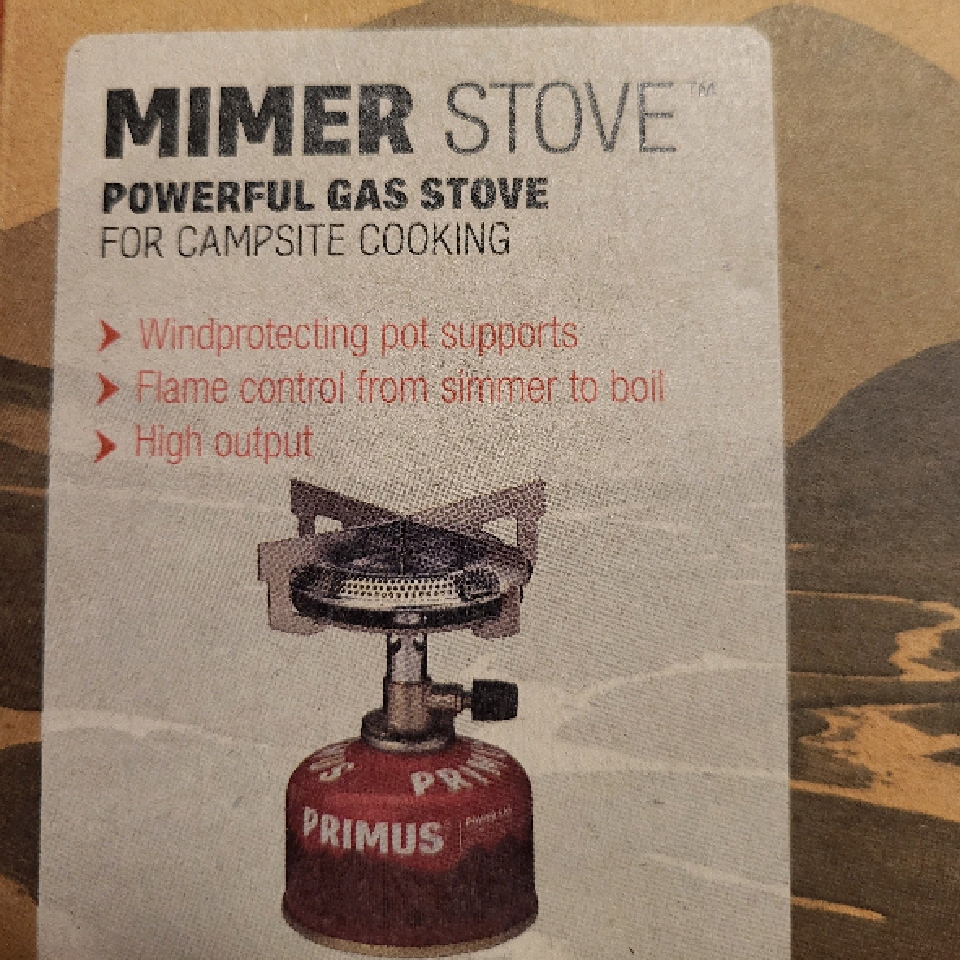 MIMER STOVE™
POWERFUL GAS STOVE
FOR CAMPSITE COOKING
Windprotecting pot supports
Flame control from simmer to boil
High output
PRIMUS